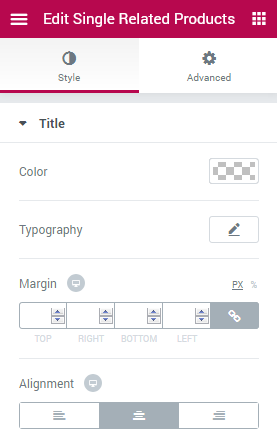 Edit Single Related Products
Style Advanced
Title
Color
Typography
Margin PX %
TOP RIGHT BOTTOM LEFT
Alignment